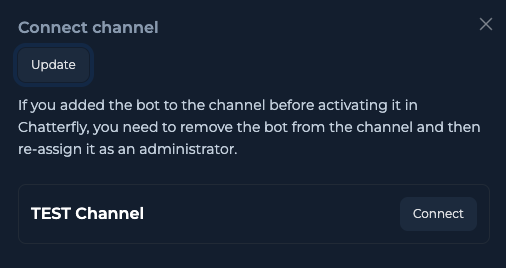 Connect channel
Update
If you added the bot to the channel before activating it in
Chatterfly, you need to remove the bot from the channel and then
re-assign it as an administrator.
TEST Channel
Connect